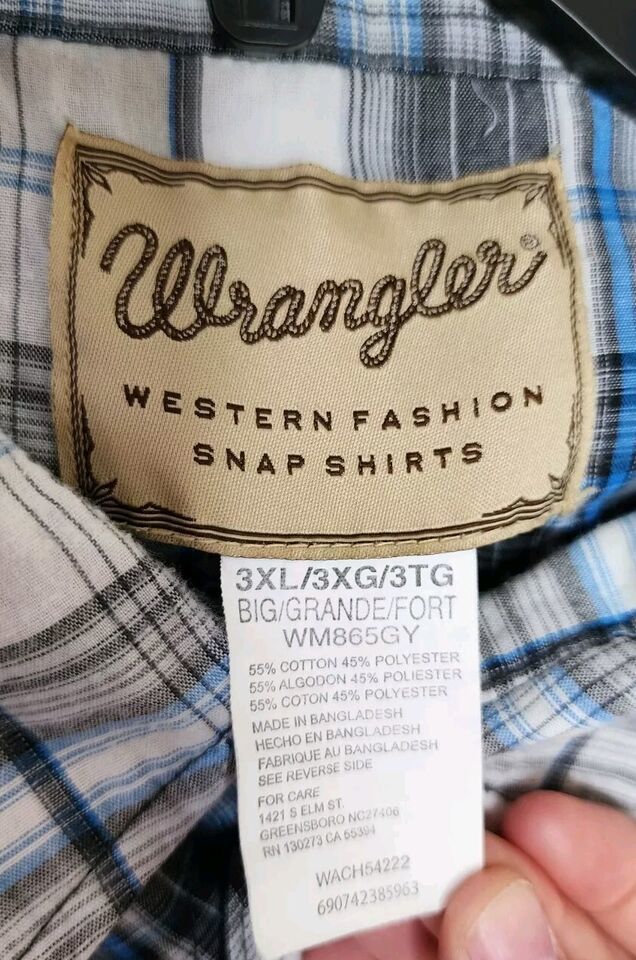 Wrangler®
WESTERN FASHION
SNAP SHIRTS
3XL/3XG/3TG
BIG/GRANDE/FORT
WM865GY
55% COTTON 45% POLYESTER
55% ALGODON 45% POLIESTER
55% COTON 45% POLYESTER
MADE IN BANGLADESH
HECHO EN BANGLADESH
FABRIQUE AU BANGLADESH
SEE REVERSE SIDE
FOR CARE
1421 S ELM ST.
GREENSBORO NC27406
RN 130273 CA 55394
WACH54222
690742385963